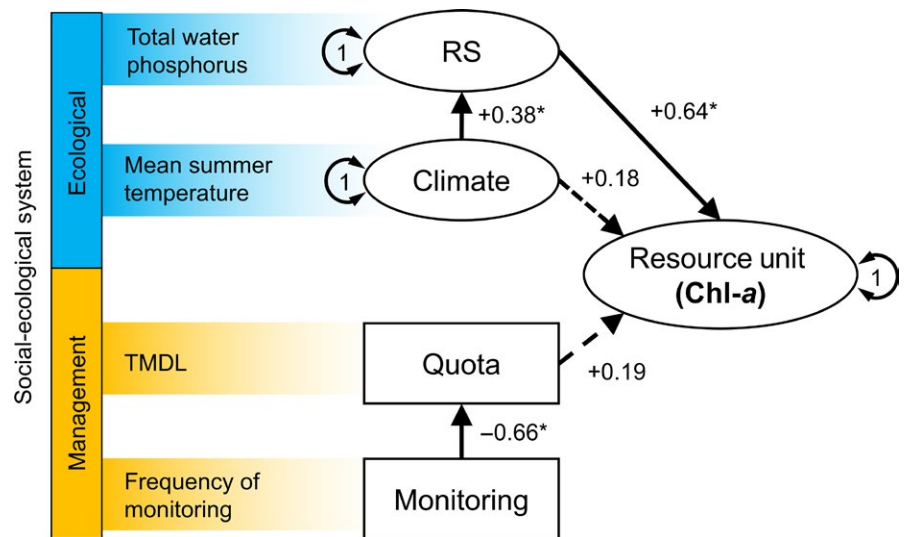 Social-ecological system
Ecological
Management
Total water
phosphorus
1
RS
+0.38*
+0.64*
Mean summer
temperature
1
Climate
+0.18
Resource unit
(Chl-a)
1
TMDL
Quota
+0.19
–0.66*
Frequency of
monitoring
Monitoring